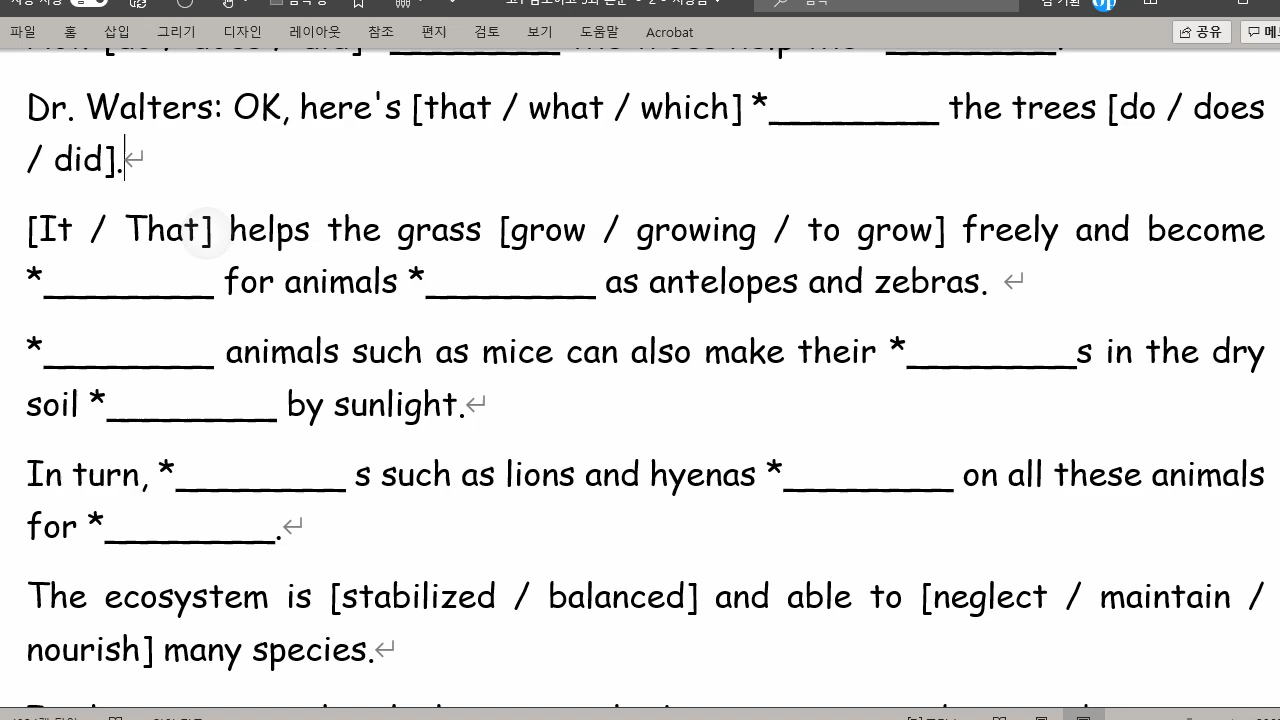 파일 홈 삽입 그리기 디자인 레이아웃 참조 편지 검토 보기 도움말 Acrobat 공유
Dr. Walters: OK, here's [that / what / which] *________ the trees [do / does
/ did].↵
[It / That] helps the grass [grow / growing / to grow] freely and become
*________ for animals *________ as antelopes and zebras. ↵
*________ animals such as mice can also make their *________s in the dry
soil *________ by sunlight.↵
In turn, *________ s such as lions and hyenas *________ on all these animals
for *________.↵
The ecosystem is [stabilized / balanced] and able to [neglect / maintain /
nourish] many species.↵